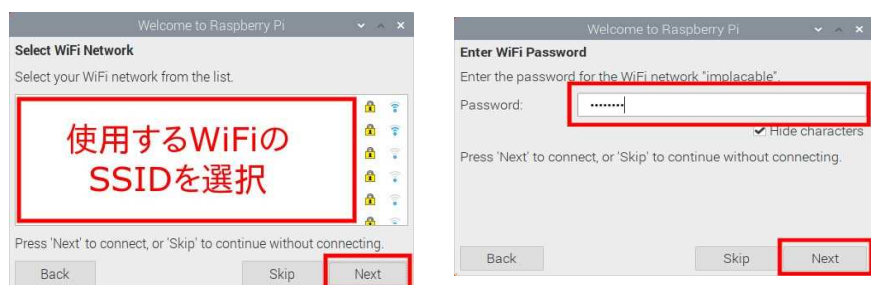 Welcome to Raspberry Pi
Select WiFi Network
Select your WiFi network from the list.
使用するWiFiの
SSIDを選択
Press 'Next' to connect, or 'Skip' to continue without connecting.
Back
Skip
Next
Welcome to Raspberry Pi
Enter WiFi Password
Enter the password for the WiFi network "implacable".
Password:
••••••••
Hide characters
Press 'Next' to connect, or 'Skip' to continue without connecting.
Back
Skip
Next